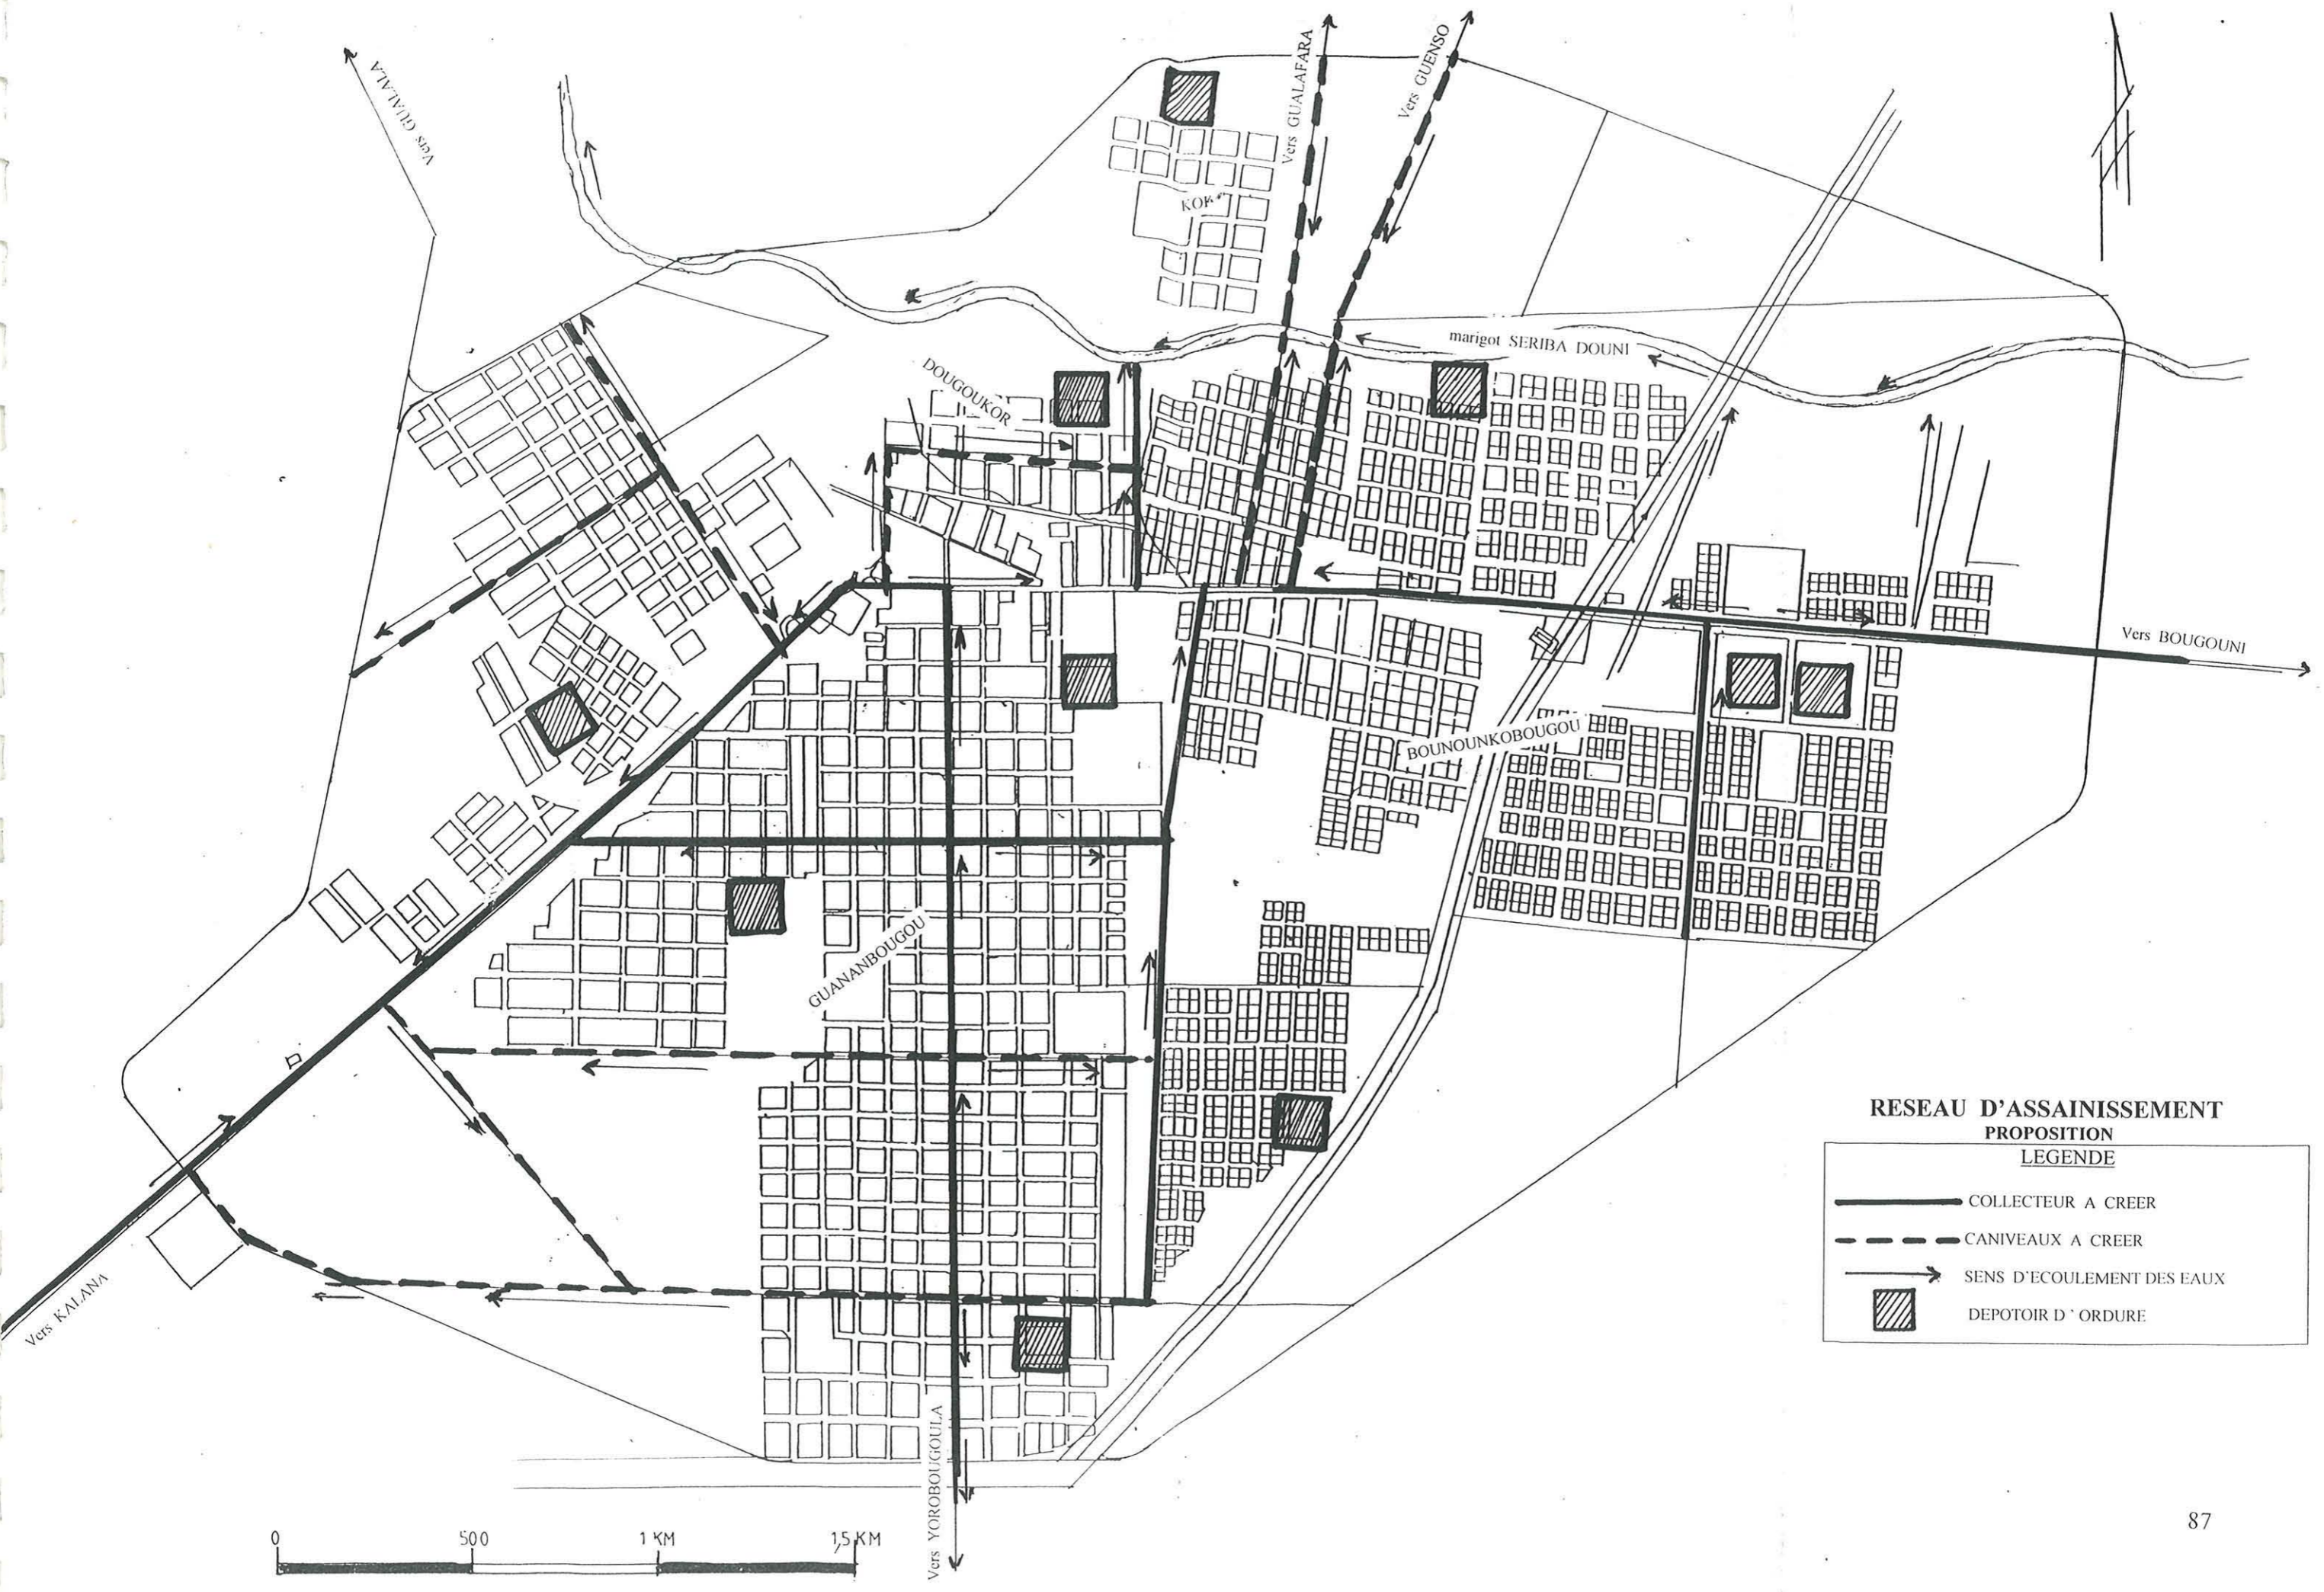 Vers GUALALA
Vers GUALAFARA
Vers GUENSO
marigot SERIBA DOUNI
DOUGOUKOR
Vers BOUGOUNI
BOUNOUNKOBOUGOU
GUANANBOUGOU
Vers KALANA
Vers YOROBOUGOULA
RESEAU D'ASSAINISSEMENT
PROPOSITION
LEGENDE
COLLECTEUR A CREER
CANIVEAUX A CREER
SENS D'ECOULEMENT DES EAUX
DEPOTOIR D ' ORDURE
0 500 1 KM 1,5 KM
87